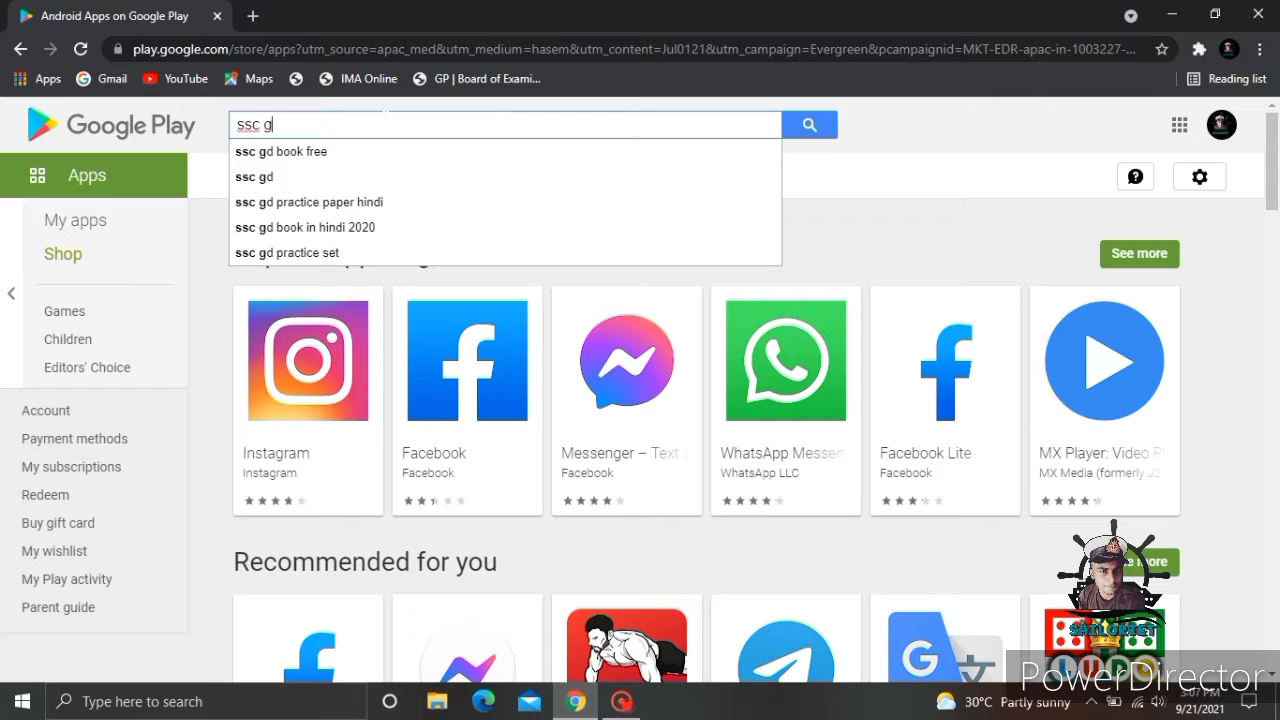 Android Apps on Google Play
play.google.com/store/apps?utm_source=apac_med&utm_medium=hasem&utm_content=Jul0121&utm_campaign=Evergreen&pcampaignid=MKT-EDR-apac-in-1003227-...
Apps Gmail YouTube Maps IMA Online GP | Board of Exami... Reading list
Google Play ssc g
ssc gd book free
ssc gd
ssc gd practice paper hindi
ssc gd book in hindi 2020
ssc gd practice set
Apps
My apps
Shop
Games
Children
Editors' Choice
Account
Payment methods
My subscriptions
Redeem
Buy gift card
My wishlist
My Play activity
Parent guide
See more
Instagram Facebook Messenger – Text WhatsApp Messen Facebook Lite MX Player: Video
Instagram Facebook Facebook WhatsApp LLC Facebook MX Media (formerly J2
Recommended for you
more
PowerDirector
Type here to search
30°C Partly sunny
3:07 PM
9/21/2021